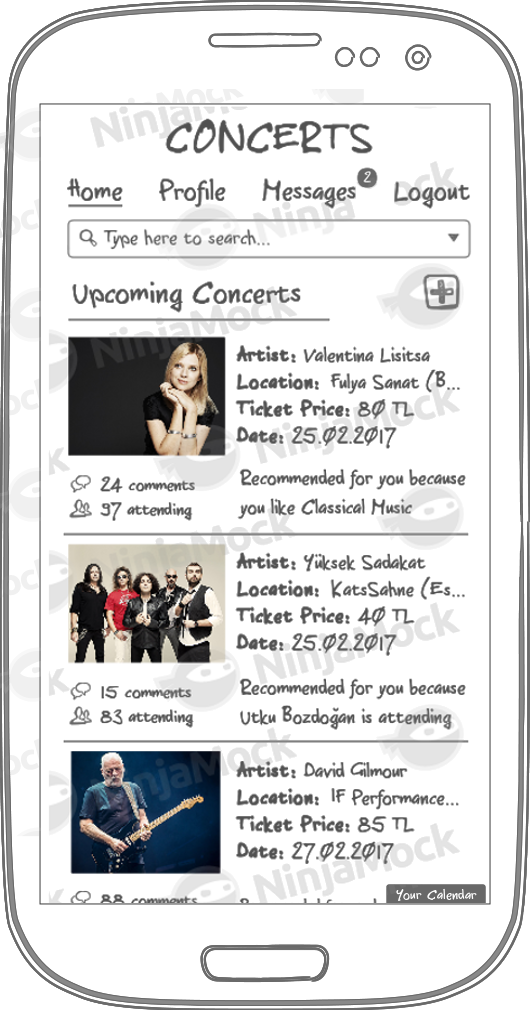 CONCERTS
Home Profile Messages 2 Logout
Type here to search...
Upcoming Concerts
Artist: Valentina Lisitsa
Location: Fulya Sanat (B...
Ticket Price: 80 TL
Date: 25.02.2017
24 comments
97 attending
Recommended for you because
you like Classical Music
Artist: Yüksek Sadakat
Location: KatsSahne (Es...
Ticket Price: 40 TL
Date: 25.02.2017
15 comments
83 attending
Recommended for you because
Utku Bozdoğan is attending
Artist: David Gilmour
Location: IF Performance...
Ticket Price: 85 TL
Date: 27.02.2017
88 comments
Your Calendar
NinjaMock